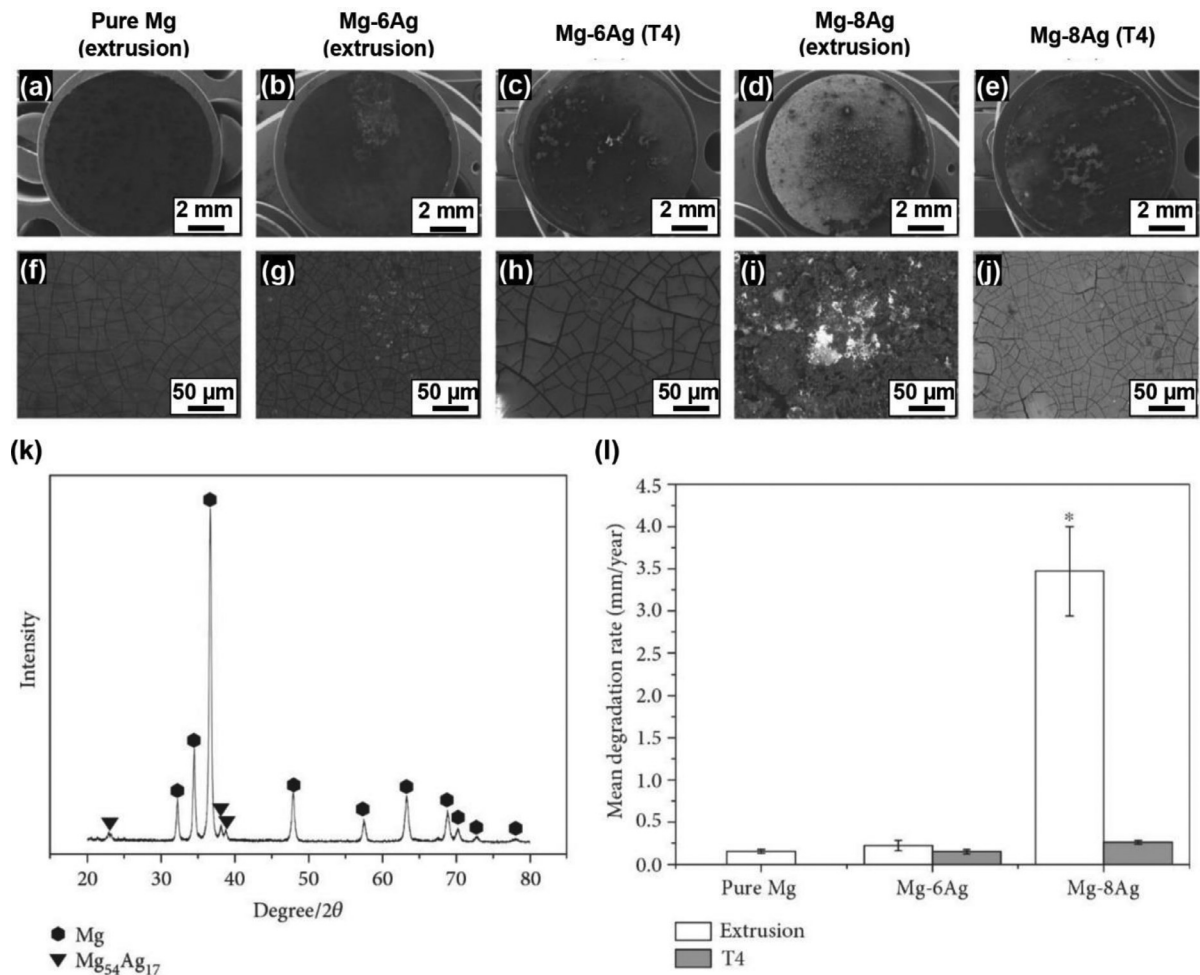 Pure Mg
(extrusion)
Mg-6Ag
(extrusion)
Mg-6Ag (T4)
Mg-8Ag
(extrusion)
Mg-8Ag (T4)
(a)
2 mm
(b)
2 mm
(c)
2 mm
(d)
2 mm
(e)
2 mm
(f)
50 µm
(g)
50 µm
(h)
50 µm
(i)
50 µm
(j)
50 µm
(k)
Intensity
20 30 40 50 60 70 80
Degree/2θ
Mg
Mg₅₄Ag₁₇
(l)
Mean degradation rate (mm/year)
4.5
4.0
3.5
3.0
2.5
2.0
1.5
1.0
0.5
0.0
*
Pure Mg Mg-6Ag Mg-8Ag
Extrusion
T4